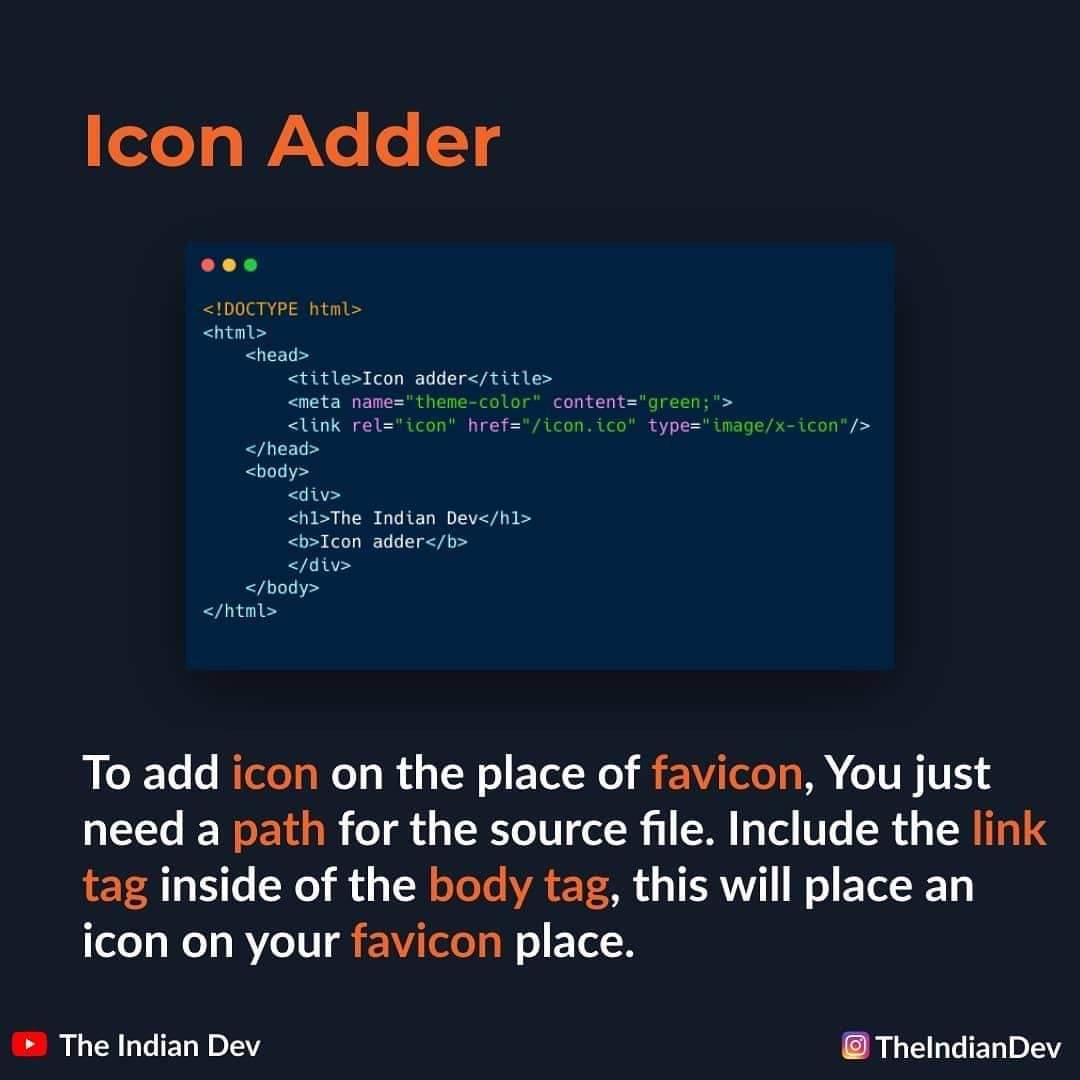 Icon Adder
<!DOCTYPE html>
<html>
    <head>
        <title>Icon adder</title>
        <meta name="theme-color" content="green;">
        <link rel="icon" href="/icon.ico" type="image/x-icon"/>
    </head>
    <body>
        <div>
        <h1>The Indian Dev</h1>
        <b>Icon adder</b>
        </div>
    </body>
</html>
To add icon on the place of favicon, You just
need a path for the source file. Include the link
tag inside of the body tag, this will place an
icon on your favicon place.
The Indian Dev
TheIndianDev